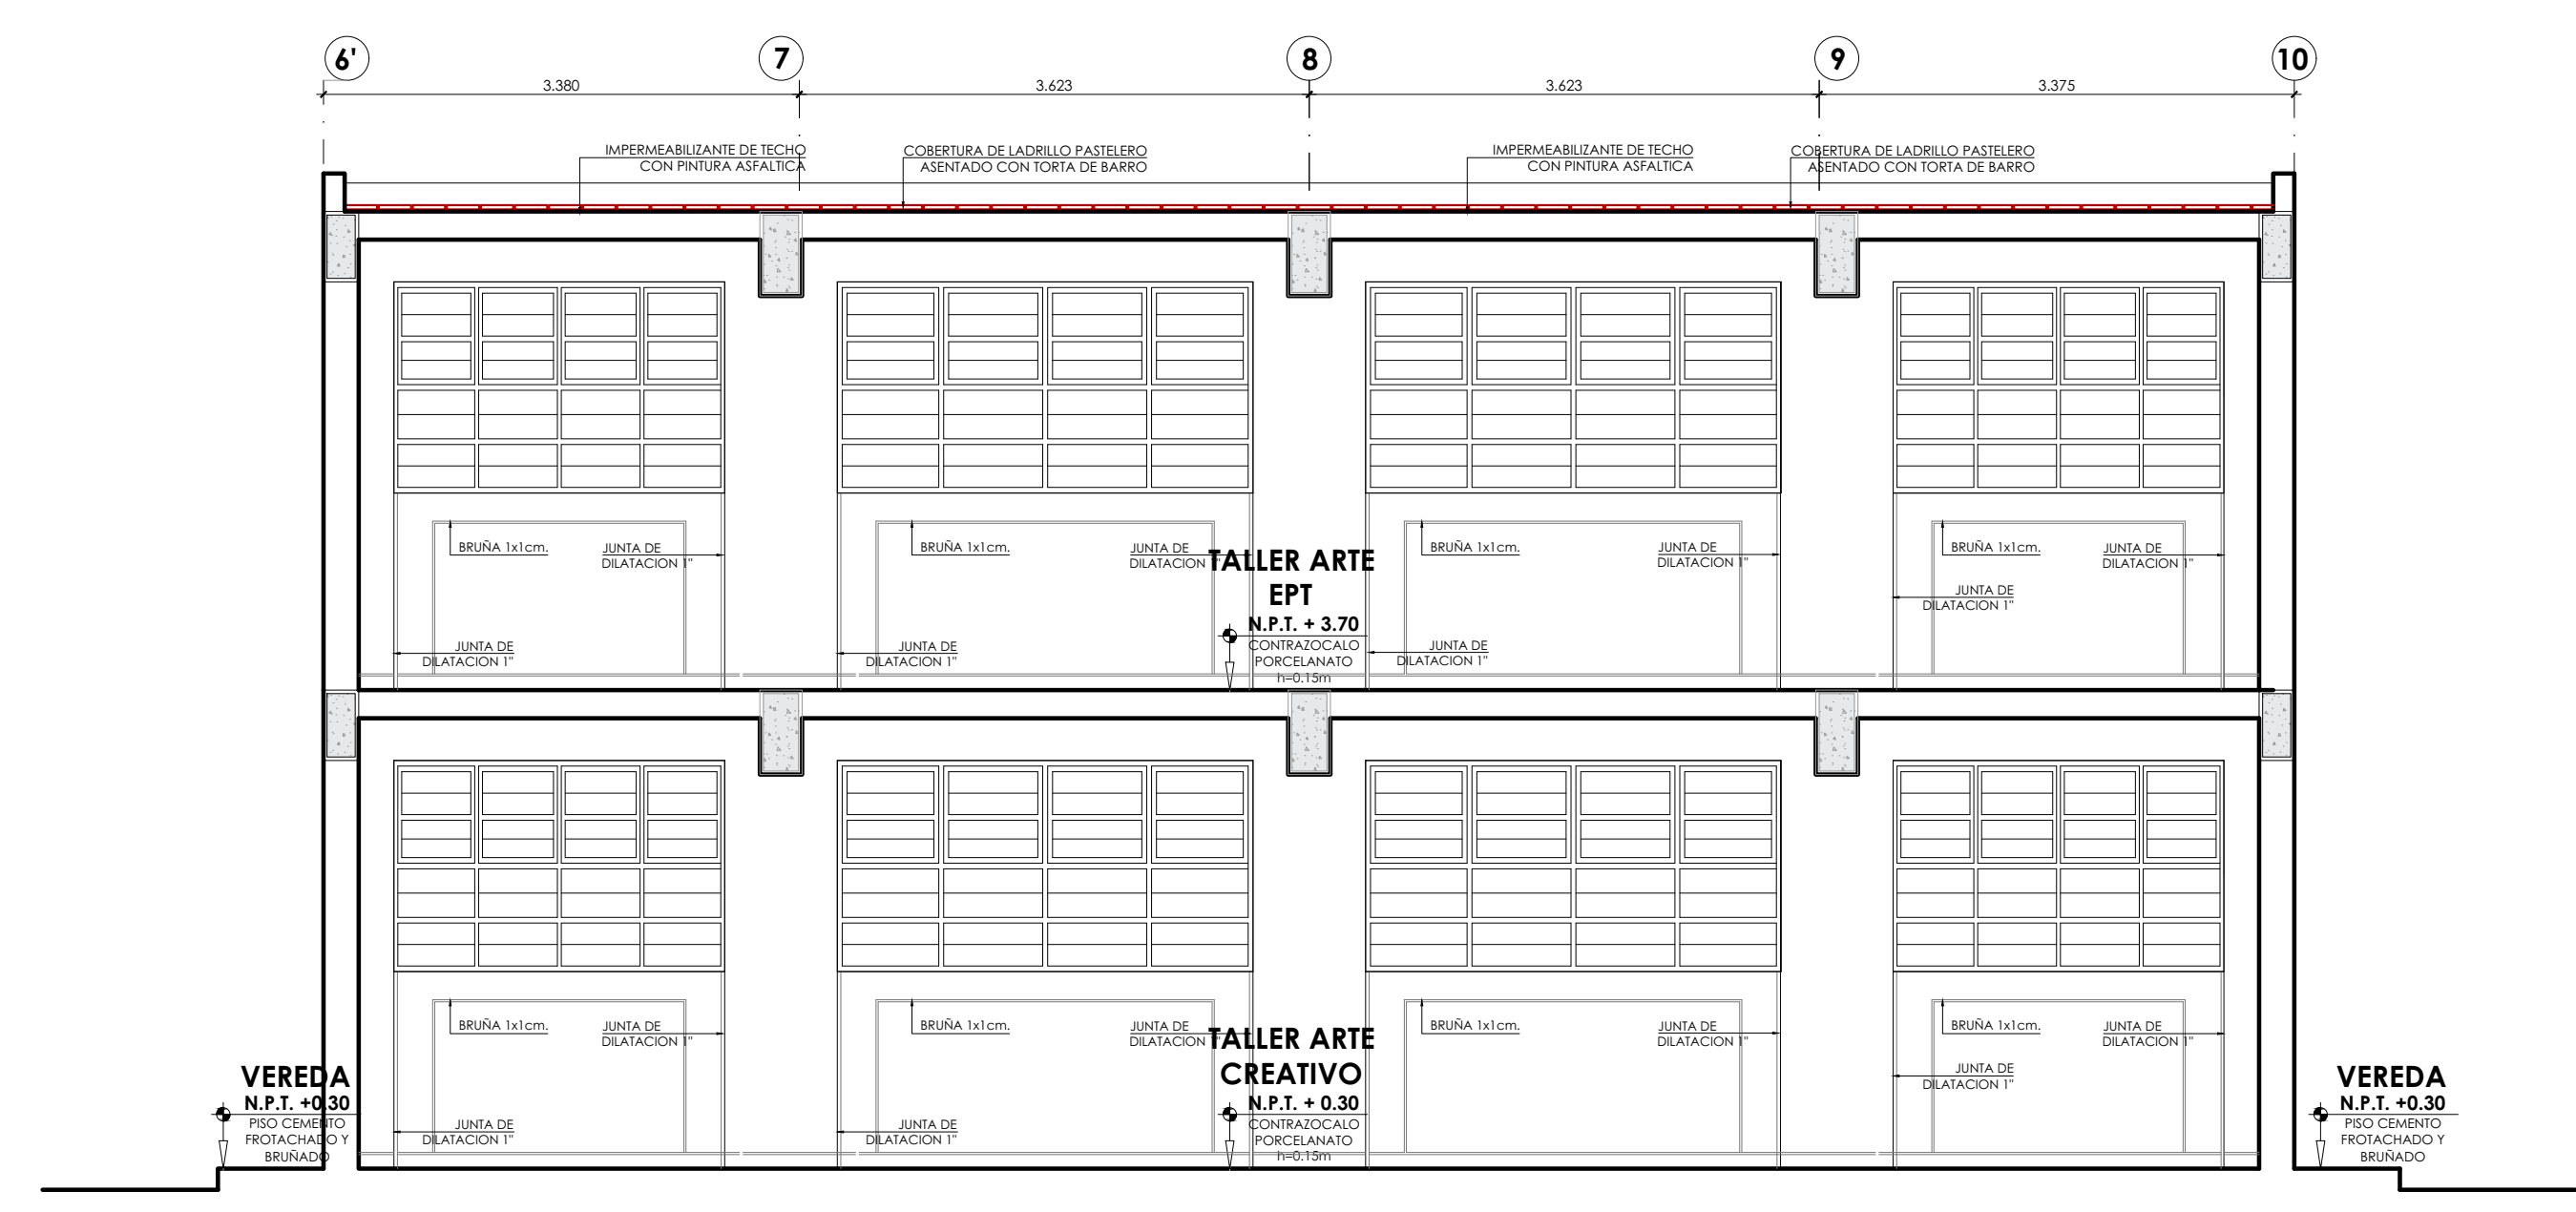 6'
7
8
9
10
3.380
3.623
3.623
3.375
IMPERMEABILIZANTE DE TECHO
CON PINTURA ASFALTICA
COBERTURA DE LADRILLO PASTELERO
ASENTADO CON TORTA DE BARRO
IMPERMEABILIZANTE DE TECHO
CON PINTURA ASFALTICA
COBERTURA DE LADRILLO PASTELERO
ASENTADO CON TORTA DE BARRO
BRUÑA 1x1cm.
JUNTA DE
DILATACION 1"
JUNTA DE
DILATACION 1"
BRUÑA 1x1cm.
JUNTA DE
DILATACION 1"
JUNTA DE
DILATACION 1"
TALLER ARTE
EPT
N.P.T. + 3.70
CONTRAZOCALO
PORCELANATO
h=0.15m
BRUÑA 1x1cm.
JUNTA DE
DILATACION 1"
JUNTA DE
DILATACION 1"
BRUÑA 1x1cm.
JUNTA DE
DILATACION 1"
JUNTA DE
DILATACION 1"
VEREDA
N.P.T. +0.30
PISO CEMENTO
FROTACHADO Y
BRUÑADO
BRUÑA 1x1cm.
JUNTA DE
DILATACION 1"
JUNTA DE
DILATACION 1"
BRUÑA 1x1cm.
JUNTA DE
DILATACION 1"
JUNTA DE
DILATACION 1"
TALLER ARTE
CREATIVO
N.P.T. + 0.30
CONTRAZOCALO
PORCELANATO
h=0.15m
BRUÑA 1x1cm.
JUNTA DE
DILATACION 1"
BRUÑA 1x1cm.
JUNTA DE
DILATACION 1"
JUNTA DE
DILATACION 1"
VEREDA
N.P.T. +0.30
PISO CEMENTO
FROTACHADO Y
BRUÑADO